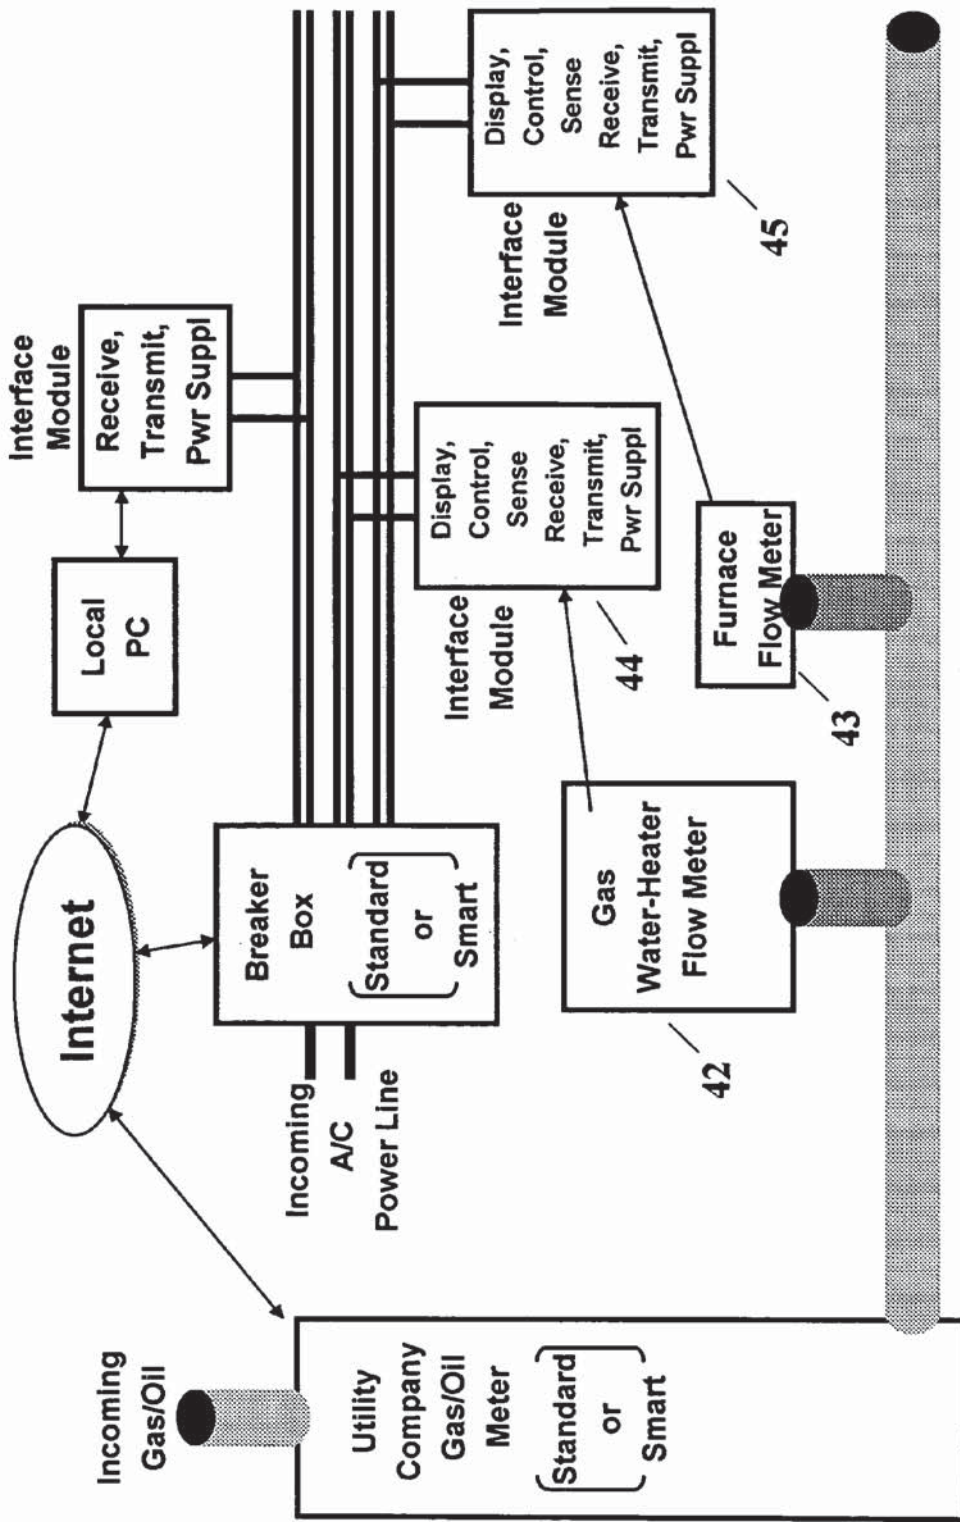 Incoming
Gas/Oil
Utility
Company
Gas/Oil
Meter
Standard
or
Smart
Internet
Incoming
A/C
Power Line
Breaker
Box
Standard
or
Smart
Local
PC
Interface
Module
Receive,
Transmit,
Pwr Suppl
Interface
Module
Display,
Control,
Sense
Receive,
Transmit,
Pwr Suppl
44
Interface
Module
Display,
Control,
Sense
Receive,
Transmit,
Pwr Suppl
45
Gas
Water-Heater
Flow Meter
42
Furnace
Flow Meter
43